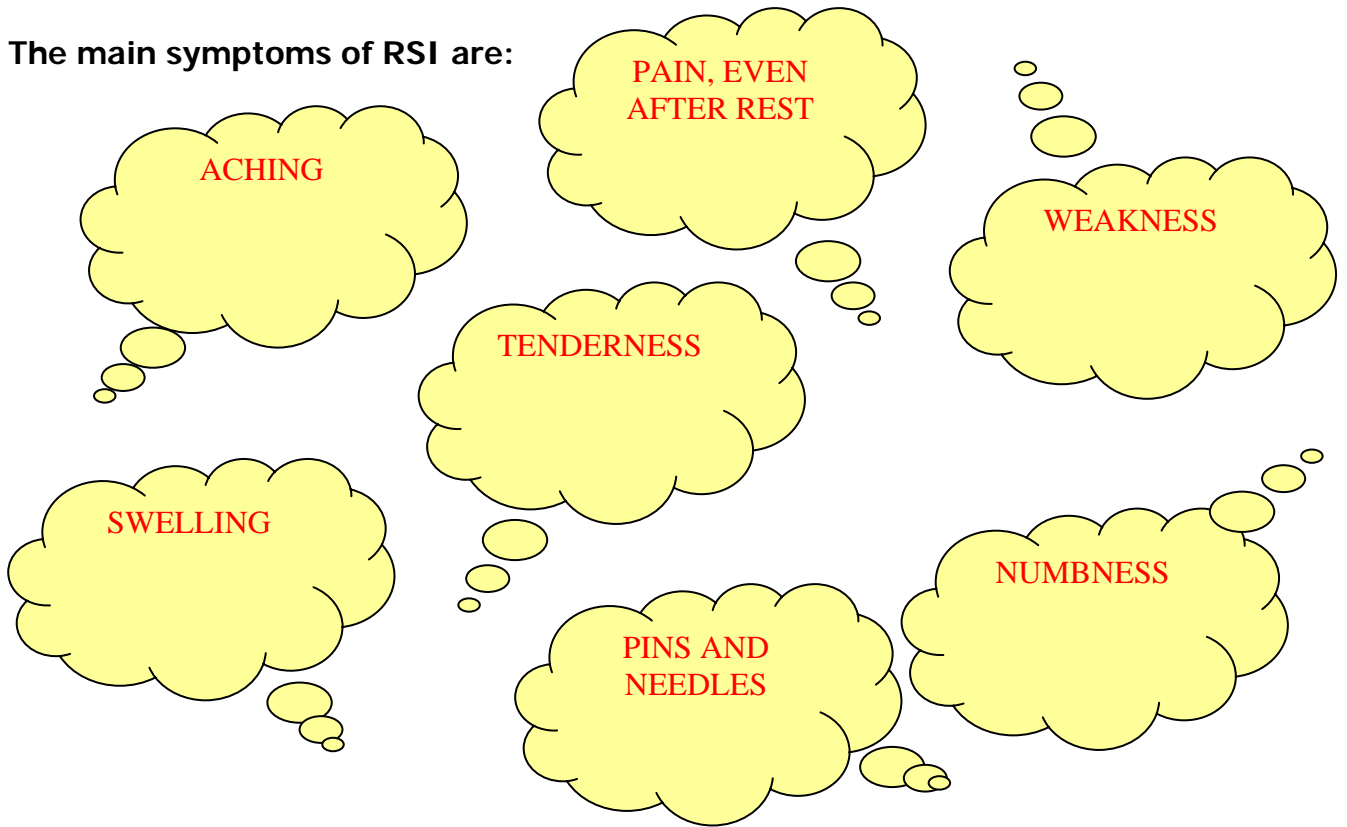 The main symptoms of RSI are:
PAIN, EVEN
AFTER REST
ACHING
WEAKNESS
TENDERNESS
SWELLING
NUMBNESS
PINS AND
NEEDLES